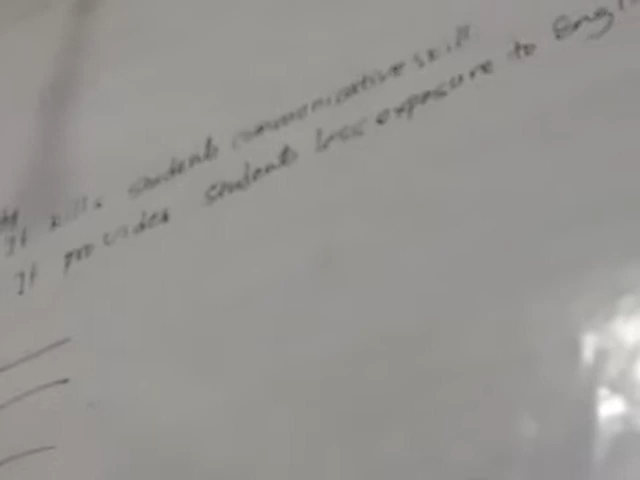 It kills students communicative skill
It provides students less exposure to Engl